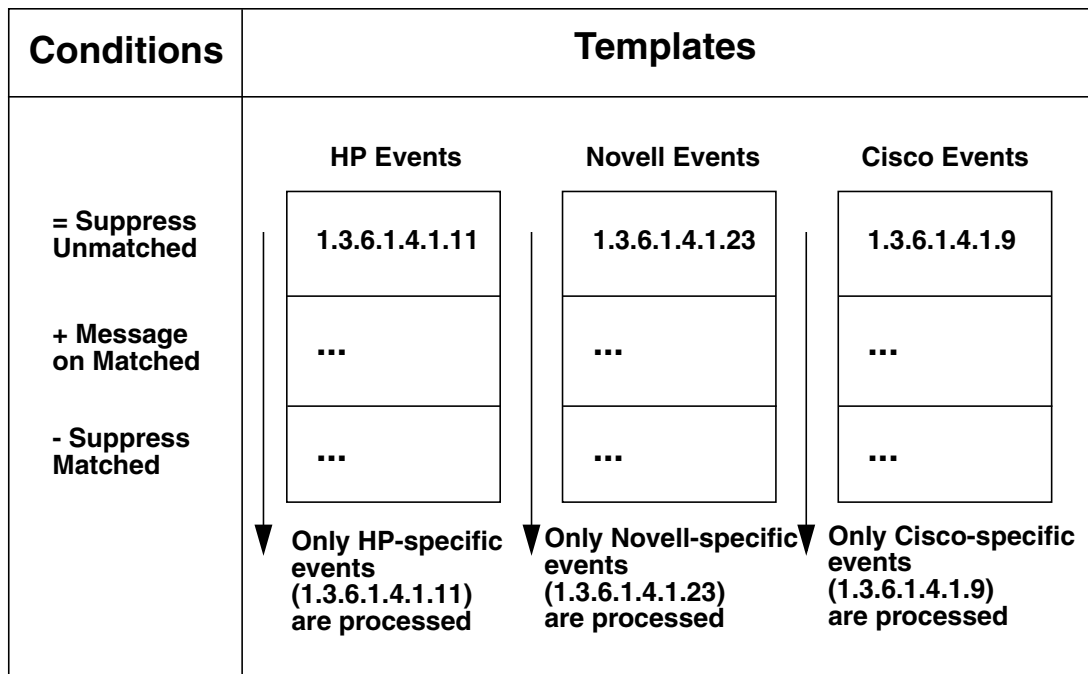 Conditions
Templates
HP Events
Novell Events
Cisco Events
= Suppress
Unmatched
1.3.6.1.4.1.11
1.3.6.1.4.1.23
1.3.6.1.4.1.9
+ Message
on Matched
...
...
...
- Suppress
Matched
...
...
...
Only HP-specific
events
(1.3.6.1.4.1.11)
are processed
Only Novell-specific
events
(1.3.6.1.4.1.23)
are processed
Only Cisco-specific
events
(1.3.6.1.4.1.9)
are processed